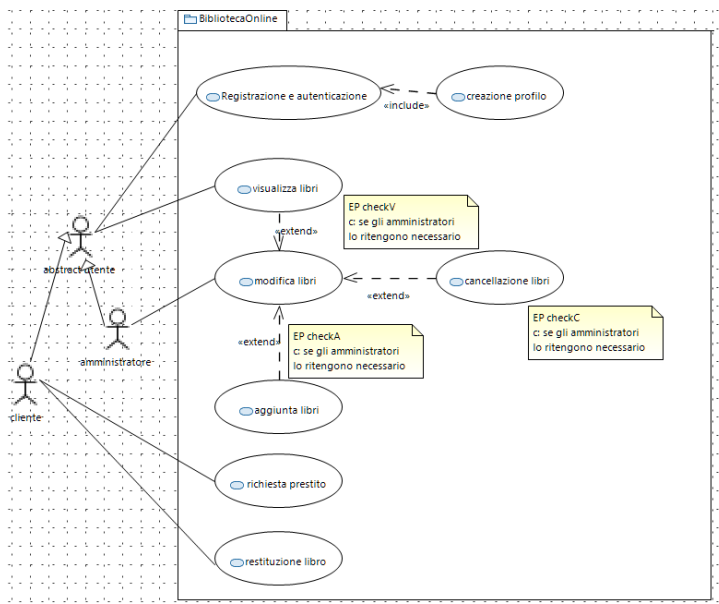 BibliotecaOnline
Registrazione e autenticazione
creazione profilo
«include»
visualizza libri
EP checkV
c: se gli amministratori
lo ritengono necessario
«extend»
abstract utente
modifica libri
cancellazione libri
«extend»
EP checkC
c: se gli amministratori
lo ritengono necessario
«extend»
EP checkA
c: se gli amministratori
lo ritengono necessario
amministratore
cliente
aggiunta libri
richiesta prestito
restituzione libro